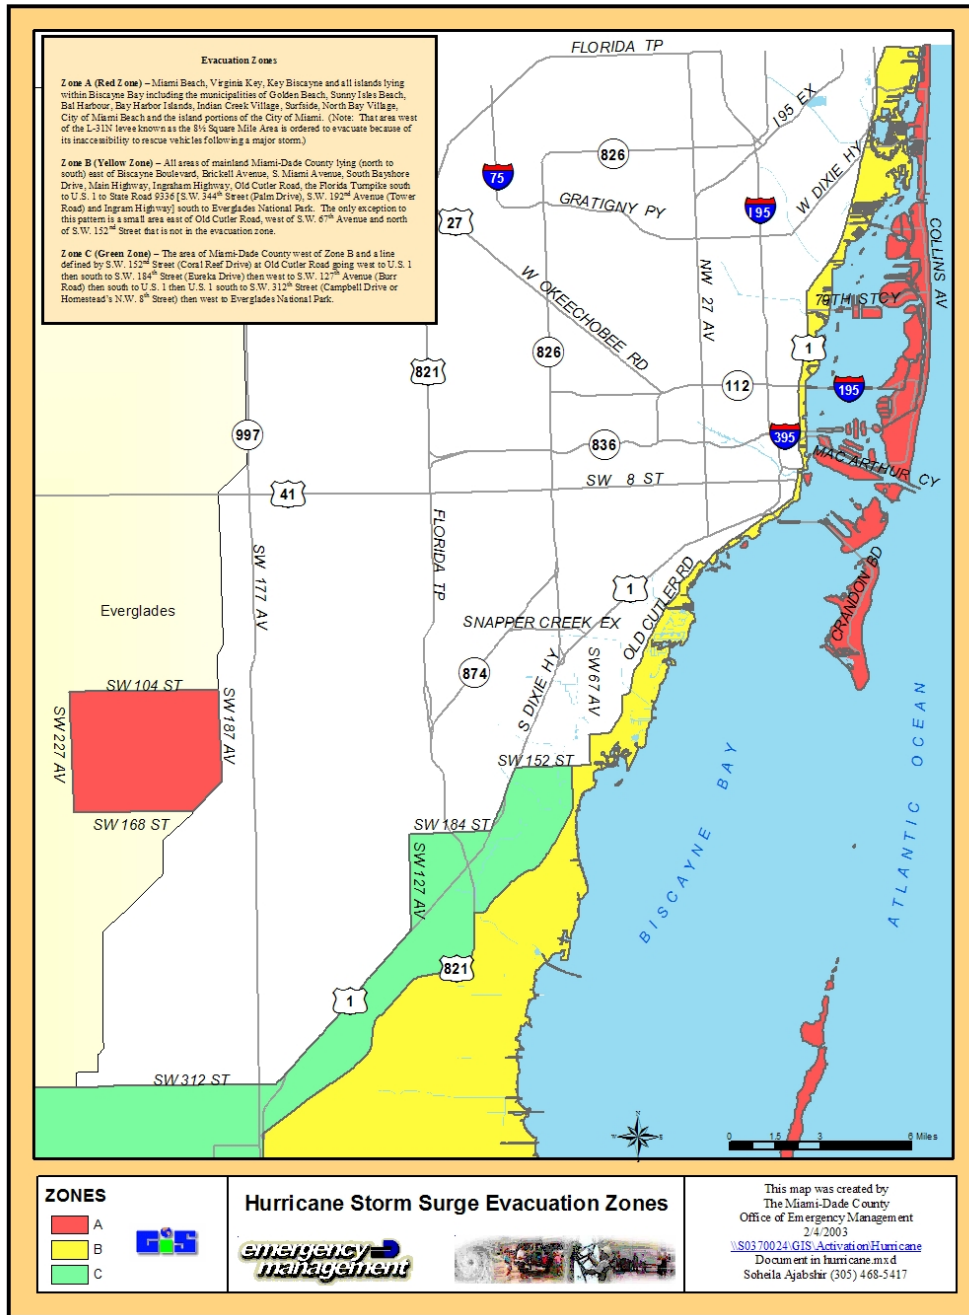 Evacuation Zones
Zone A (Red Zone) – Miami Beach, Virginia Key, Key Biscayne and all islands lying
within Biscayne Bay including the municipalities of Golden Beach, Sunny Isles Beach,
Bal Harbour, Bay Harbor Islands, Indian Creek Village, Surfside, North Bay Village,
City of Miami Beach and the island portions of the City of Miami. (Note: That area west
of the L-31N levee known as the 8½ Square Mile Area is ordered to evacuate because of
its inaccessibility to rescue vehicles following a major storm.)
Zone B (Yellow Zone) – All areas of mainland Miami-Dade County lying (north to
south) east of Biscayne Boulevard, Brickell Avenue, S. Miami Avenue, South Bayshore
Drive, Main Highway, Ingraham Highway, Old Cutler Road, the Florida Turnpike south
to U.S. 1 to State Road 9336 [S.W. 344th Street (Palm Drive), S.W. 192nd Avenue (Tower
Road) and Ingram Highway] south to Everglades National Park. The only exception to
this pattern is a small area east of Old Cutler Road, west of S.W. 67th Avenue and north
of S.W. 152nd Street that is not in the evacuation zone.
Zone C (Green Zone) – The area of Miami-Dade County west of Zone B and a line
defined by S.W. 152nd Street (Coral Reef Drive) at Old Cutler Road going west to U.S. 1
then south to S.W. 184th Street (Eureka Drive) then west to S.W. 127th Avenue (Burr
Road) then south to U.S. 1 then U.S. 1 south to S.W. 312th Street (Campbell Drive or
Homestead's N.W. 8th Street) then west to Everglades National Park.
FLORIDA TP
I 95 EX
826
75
W DIXIE HY
GRATIGNY PY
195
27
COLLINS AV
NW 27 AV
W OKEECHOBEE RD
79TH STCY
1
826
821
112
195
997
395
836
MAC ARTHUR CY
SW 8 ST
41
FLORIDA TP
SW 177 AV
OLD CUTLER RD
CRANDON BD
1
Everglades
SNAPPER CREEK EX
874
S DIXIE HY
SW 67 AV
SW 104 ST
SW 227 AV
SW 187 AV
SW 152 ST
BISCAYNE BAY
ATLANTIC OCEAN
SW 168 ST
SW 184 ST
SW 127 AV
821
1
SW 312 ST
N
0 1.5 3 6 Miles
ZONES
A
B
C
GIS
Hurricane Storm Surge Evacuation Zones
emergency
management
This map was created by
The Miami-Dade County
Office of Emergency Management
2/4/2003
\\S0370024\GIS\Activation\Hurricane
Document in hurricane.mxd
Soheila Ajabshir (305) 468-5417